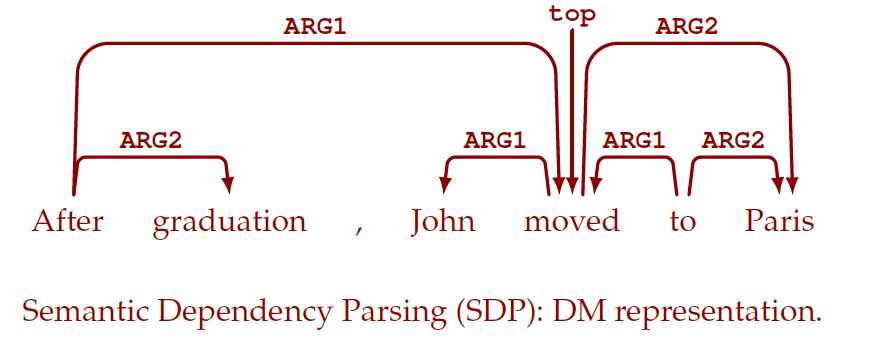 top
ARG1 ARG2
ARG2 ARG1 ARG1 ARG2
After graduation , John moved to Paris
Semantic Dependency Parsing (SDP): DM representation.